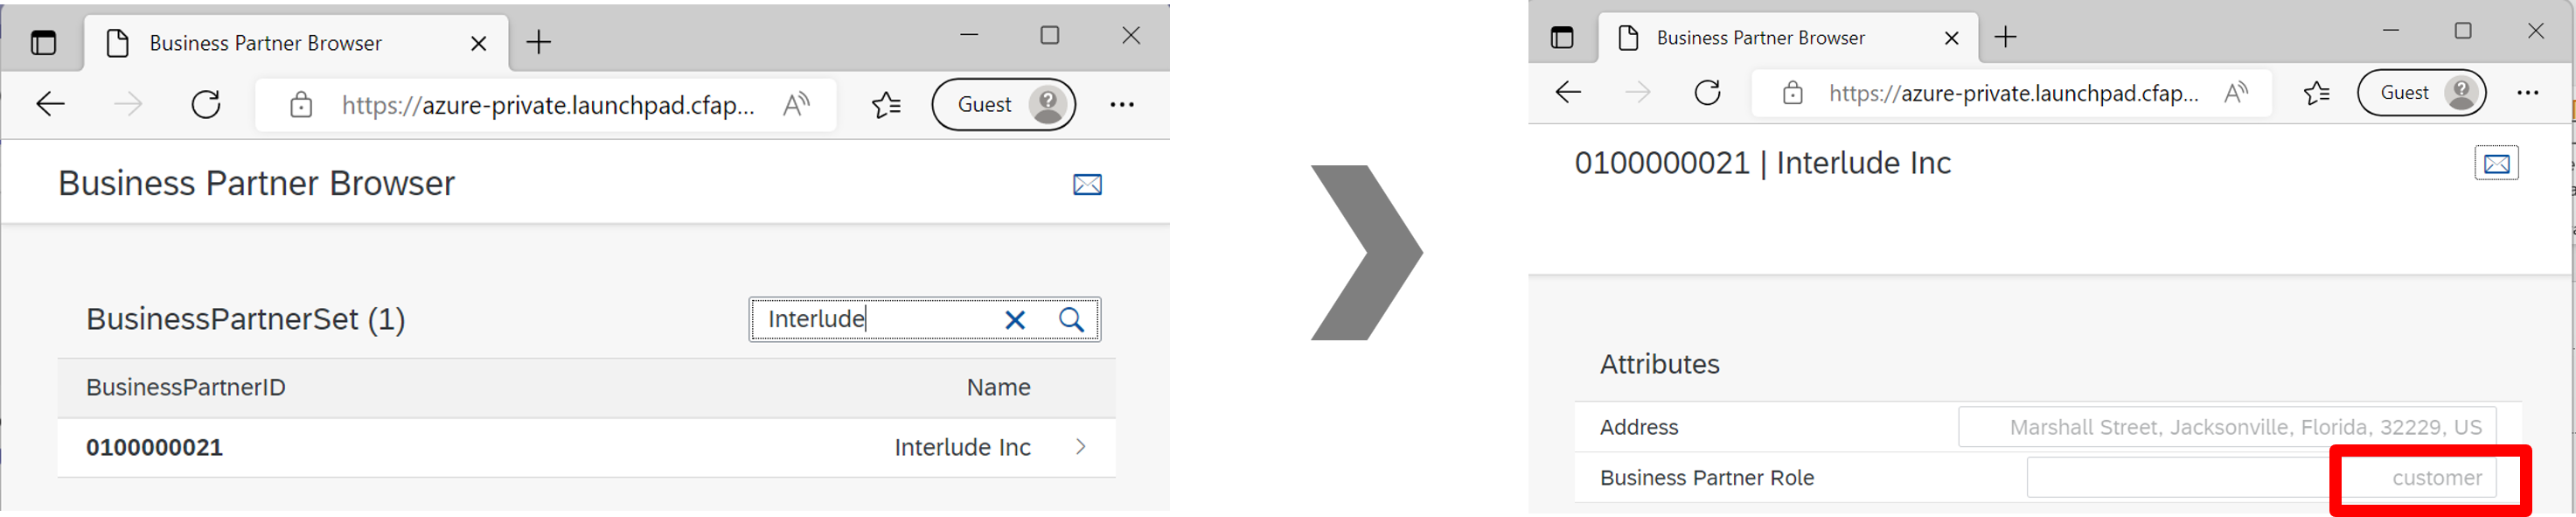 Business Partner Browser
https://azure-private.launchpad.cfap...
Guest
Business Partner Browser
BusinessPartnerSet (1)
Interlude
BusinessPartnerID Name
0100000021 Interlude Inc
Business Partner Browser
https://azure-private.launchpad.cfap...
Guest
0100000021 | Interlude Inc
Attributes
Address Marshall Street, Jacksonville, Florida, 32229, US
Business Partner Role customer